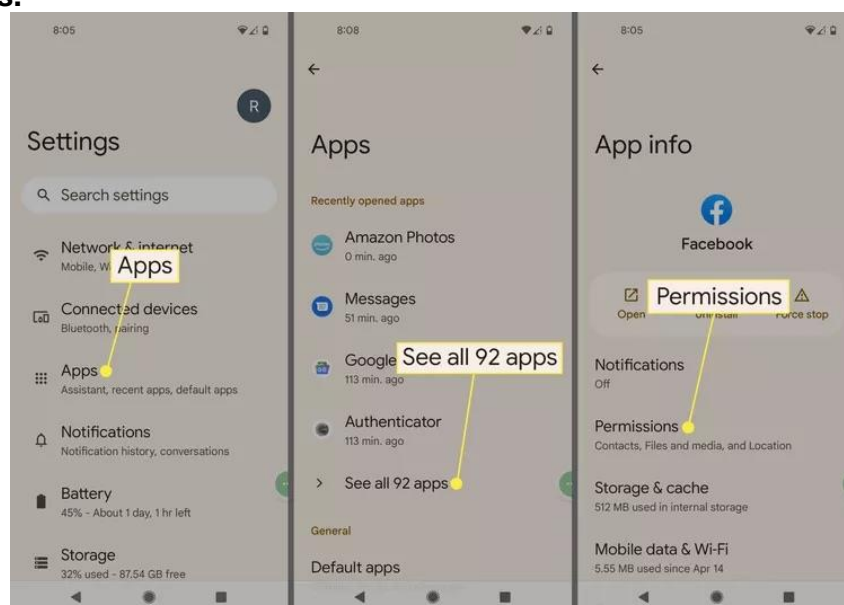 s.
8:05
R
Settings
Search settings
Network & internet
Mobile, W
Apps
Connected devices
Bluetooth, pairing
Apps
Assistant, recent apps, default apps
Notifications
Notification history, conversations
Battery
45% - About 1 day, 1 hr left
Storage
32% used - 87.54 GB free
8:08
Apps
Recently opened apps
Amazon Photos
0 min. ago
Messages
51 min. ago
Google
113 min. ago
See all 92 apps
Authenticator
113 min. ago
See all 92 apps
General
Default apps
8:05
App info
Facebook
Permissions
Open
Uninstall
Force stop
Notifications
Off
Permissions
Contacts, Files and media, and Location
Storage & cache
512 MB used in internal storage
Mobile data & Wi-Fi
5.55 MB used since Apr 14